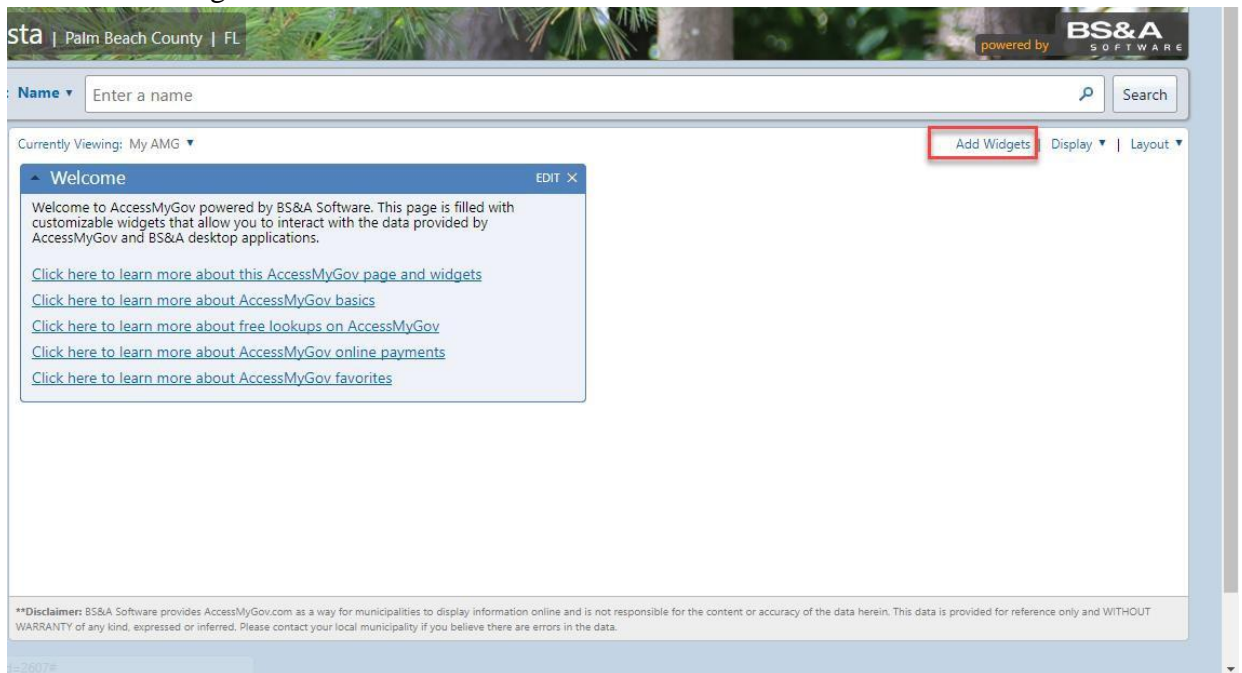 sta | Palm Beach County | FL
powered by BS&A
SOFTWARE
: Name ▾ Enter a name Search
Currently Viewing: My AMG ▼ Add Widgets | Display ▼ | Layout ▼
Welcome EDIT ×
Welcome to AccessMyGov powered by BS&A Software. This page is filled with
customizable widgets that allow you to interact with the data provided by
AccessMyGov and BS&A desktop applications.
Click here to learn more about this AccessMyGov page and widgets
Click here to learn more about AccessMyGov basics
Click here to learn more about free lookups on AccessMyGov
Click here to learn more about AccessMyGov online payments
Click here to learn more about AccessMyGov favorites
**Disclaimer: BS&A Software provides AccessMyGov.com as a way for municipalities to display information online and is not responsible for the content or accuracy of the data herein. This data is provided for reference only and WITHOUT
WARRANTY of any kind, expressed or inferred. Please contact your local municipality if you believe there are errors in the data.
d=2607#